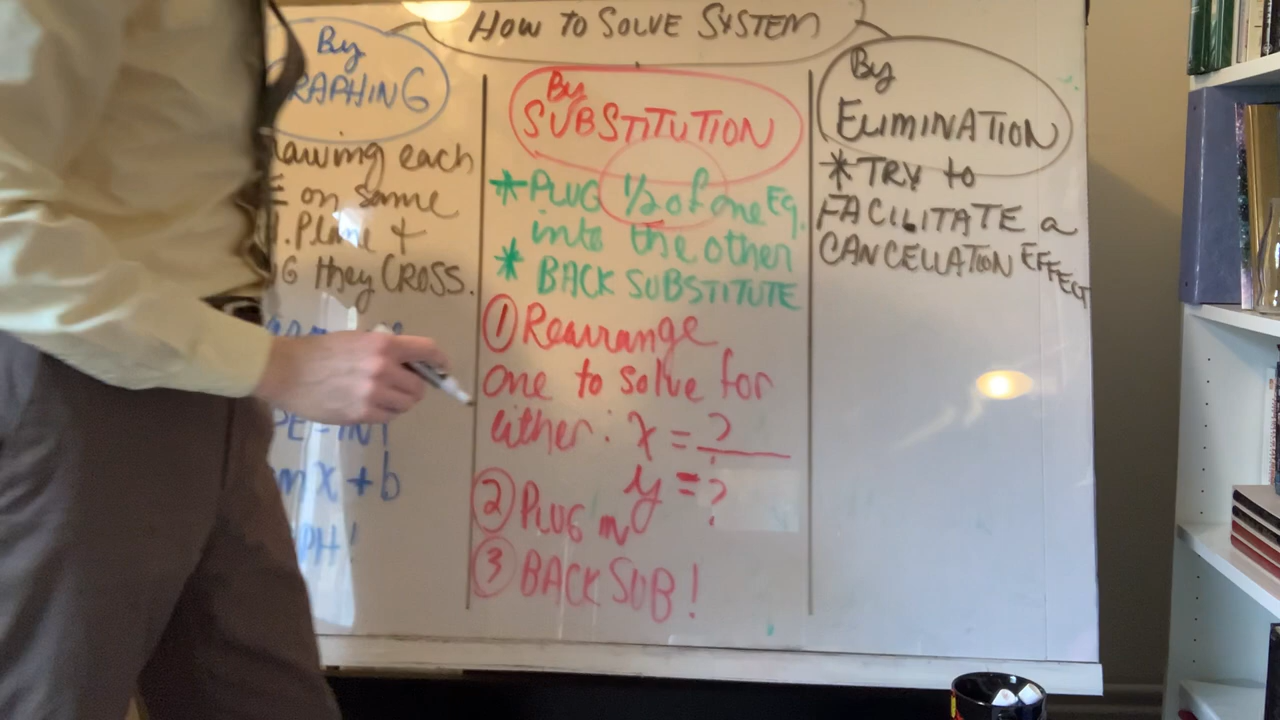 How to Solve System
By
RAPHING
rawing each
on same
Plane +
they CROSS.
mx + b
PH!
By
SUBSTITUTION
* PLUG 1/2 of one EQ.
into the other
* BACK SUBSTITUTE
① Rearrange
one to solve for
either: x = ?
y = ?
② PLUG in
③ BACK SUB!
By
ELIMINATION
* TRY to
FACILITATE a
CANCELLATION EFFECT